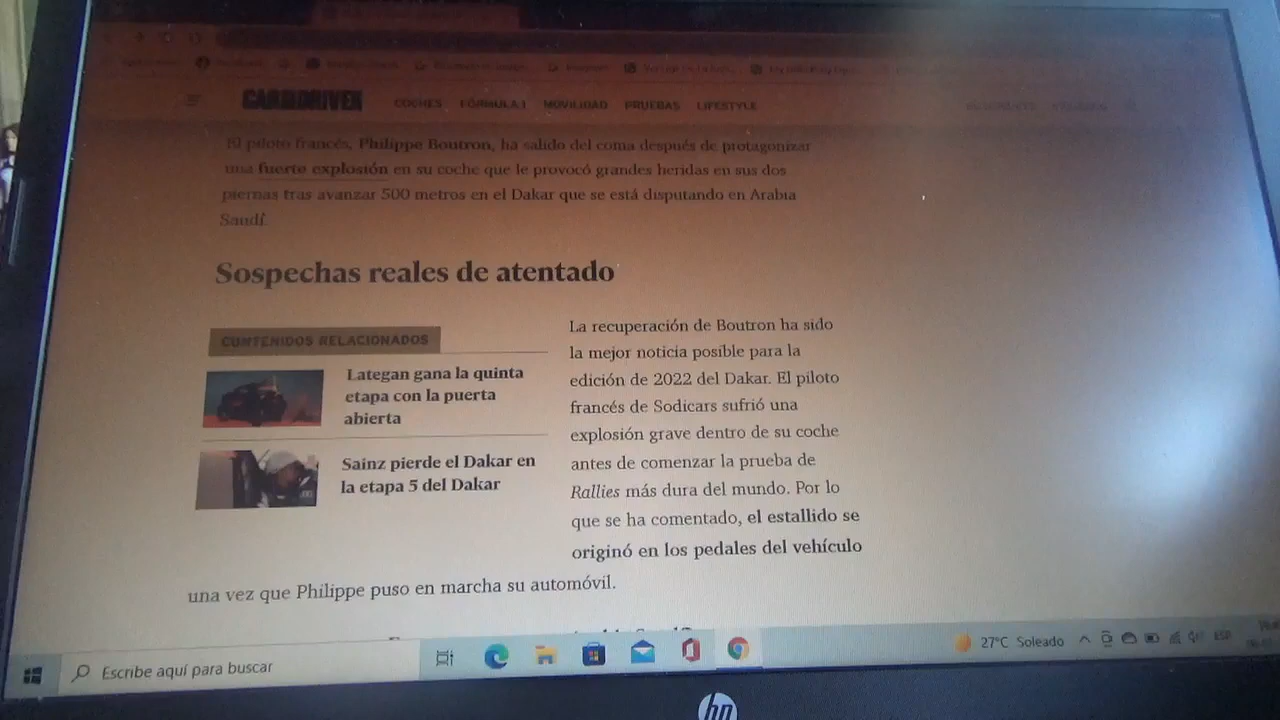 CARANDDRIVER
COCHES FÓRMULA 1 MOVILIDAD PRUEBAS LIFESTYLE
El piloto francés, Philippe Boutron, ha salido del coma después de protagonizar
una fuerte explosión en su coche que le provocó grandes heridas en sus dos
piernas tras avanzar 500 metros en el Dakar que se está disputando en Arabia
Saudí.
Sospechas reales de atentado
CONTENIDOS RELACIONADOS
Lategan gana la quinta
etapa con la puerta
abierta
Sainz pierde el Dakar en
la etapa 5 del Dakar
La recuperación de Boutron ha sido
la mejor noticia posible para la
edición de 2022 del Dakar. El piloto
francés de Sodicars sufrió una
explosión grave dentro de su coche
antes de comenzar la prueba de
Rallies más dura del mundo. Por lo
que se ha comentado, el estallido se
originó en los pedales del vehículo
una vez que Philippe puso en marcha su automóvil.
Escribe aquí para buscar
27°C Soleado
ESP
hp